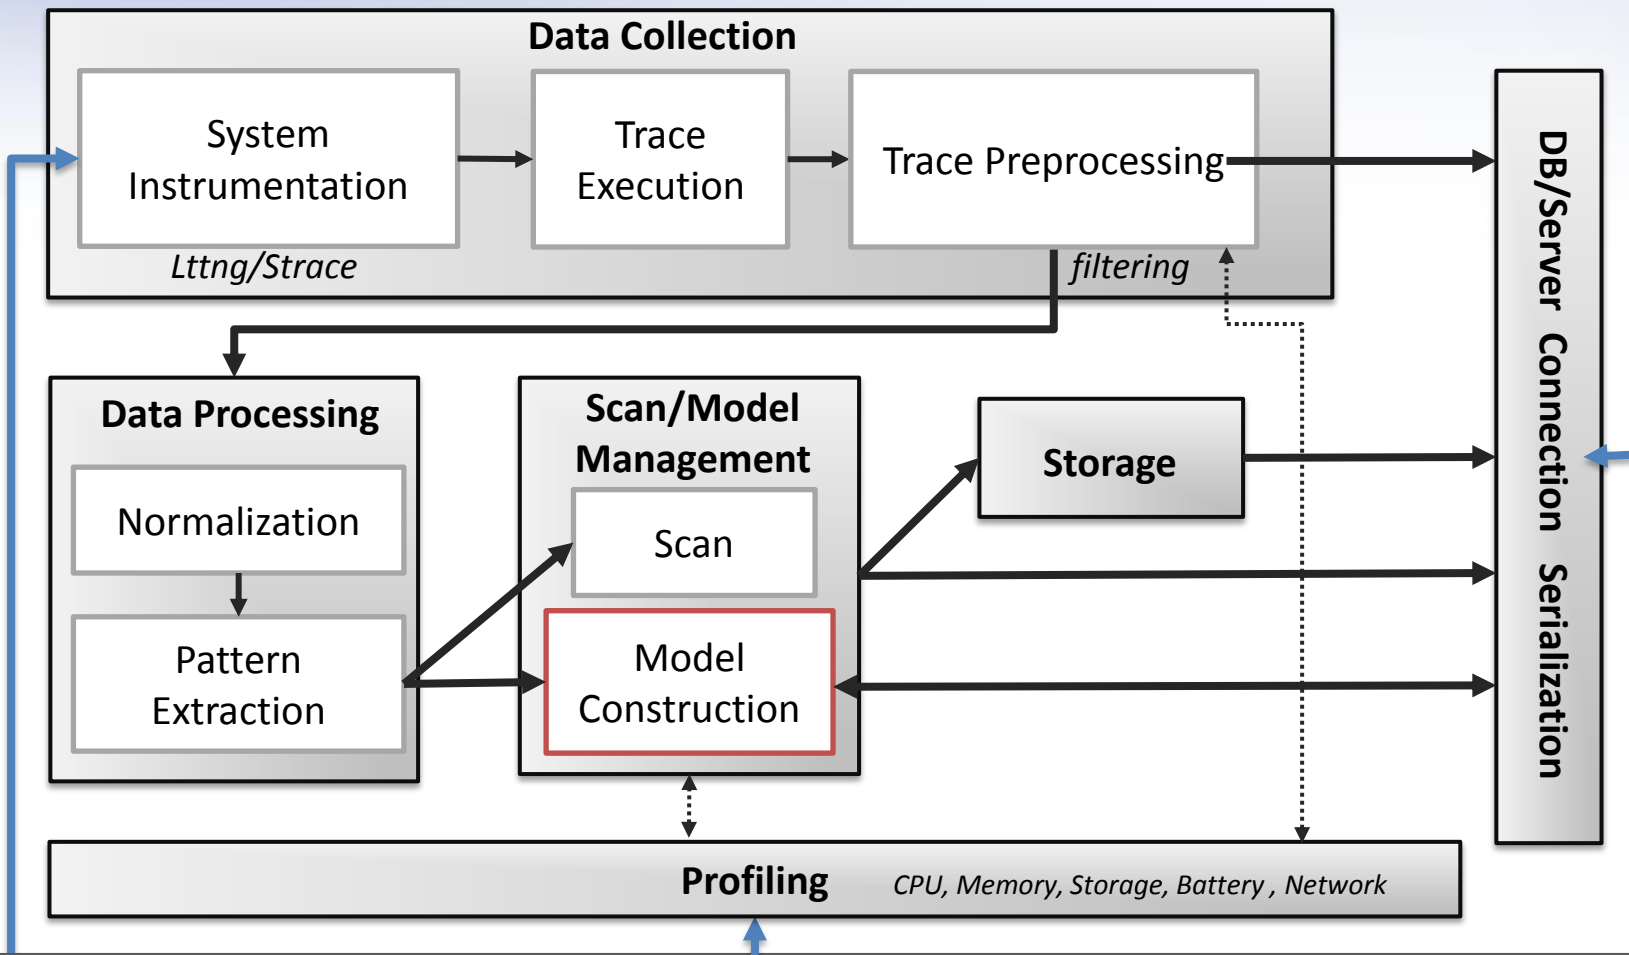 Data Collection
System
Instrumentation
Trace
Execution
Trace Preprocessing
Lttng/Strace
filtering
DB/Server Connection Serialization
Data Processing
Normalization
Pattern
Extraction
Scan/Model
Management
Scan
Model
Construction
Storage
Profiling
CPU, Memory, Storage, Battery , Network